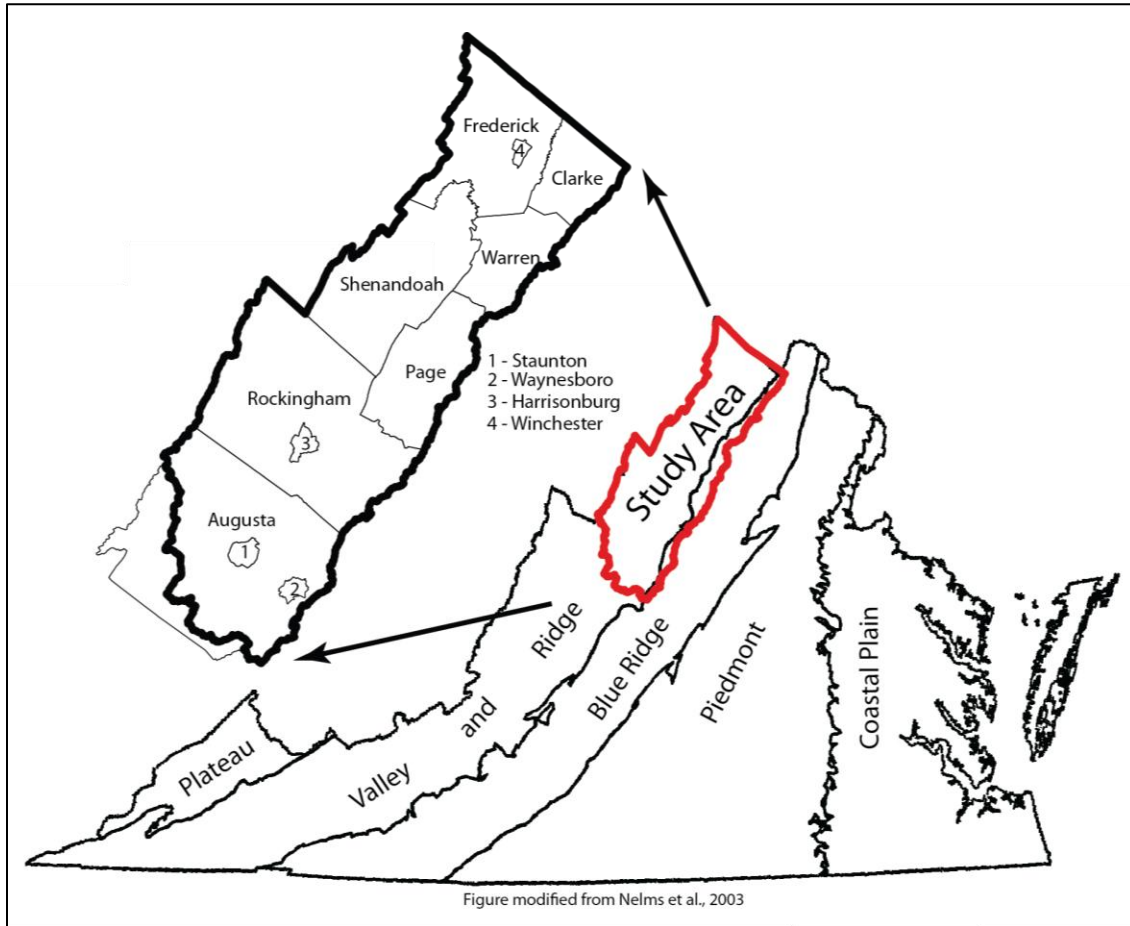 Frederick
4
Clarke
Warren
Shenandoah
Page
1 - Staunton
2 - Waynesboro
3 - Harrisonburg
4 - Winchester
Rockingham
3
Augusta
1
2
Study Area
Plateau
Valley
and
Ridge
Blue Ridge
Piedmont
Coastal Plain
Figure modified from Nelms et al., 2003